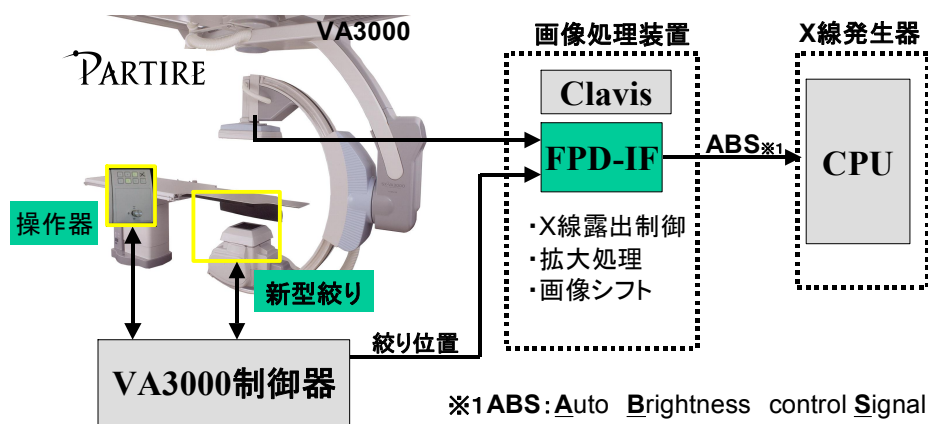 VA3000
PARTIRE
画像処理装置
X線発生器
Clavis
FPD-IF
ABS※1
CPU
・X線露出制御
・拡大処理
・画像シフト
操作器
新型絞り
絞り位置
VA3000制御器
※1ABS：Auto Brightness control Signal